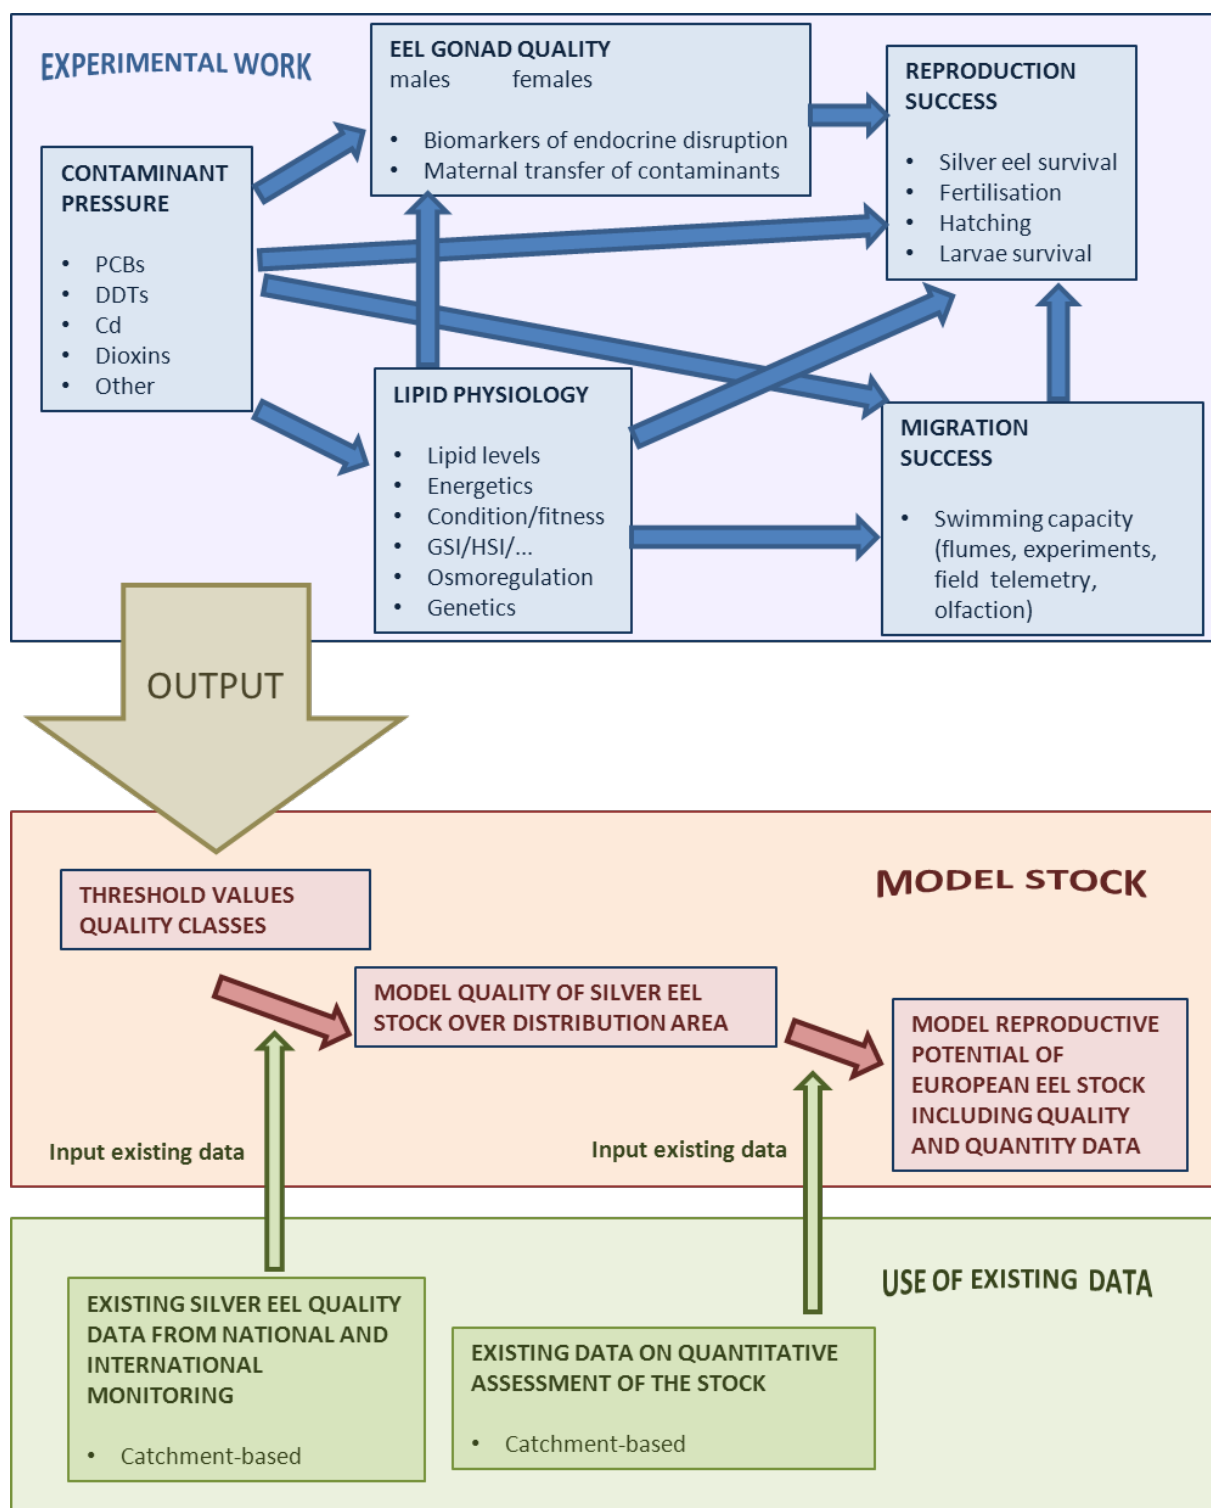 EXPERIMENTAL WORK
EEL GONAD QUALITY
males females
• Biomarkers of endocrine disruption
• Maternal transfer of contaminants
REPRODUCTION
SUCCESS
• Silver eel survival
• Fertilisation
• Hatching
• Larvae survival
CONTAMINANT
PRESSURE
• PCBs
• DDTs
• Cd
• Dioxins
• Other
LIPID PHYSIOLOGY
• Lipid levels
• Energetics
• Condition/fitness
• GSI/HSI/...
• Osmoregulation
• Genetics
MIGRATION
SUCCESS
• Swimming capacity
(flumes, experiments,
field telemetry,
olfaction)
OUTPUT
MODEL STOCK
THRESHOLD VALUES
QUALITY CLASSES
MODEL QUALITY OF SILVER EEL
STOCK OVER DISTRIBUTION AREA
MODEL REPRODUCTIVE
POTENTIAL OF
EUROPEAN EEL STOCK
INCLUDING QUALITY
AND QUANTITY DATA
Input existing data
Input existing data
USE OF EXISTING DATA
EXISTING SILVER EEL QUALITY
DATA FROM NATIONAL AND
INTERNATIONAL
MONITORING
• Catchment-based
EXISTING DATA ON QUANTITATIVE
ASSESSMENT OF THE STOCK
• Catchment-based